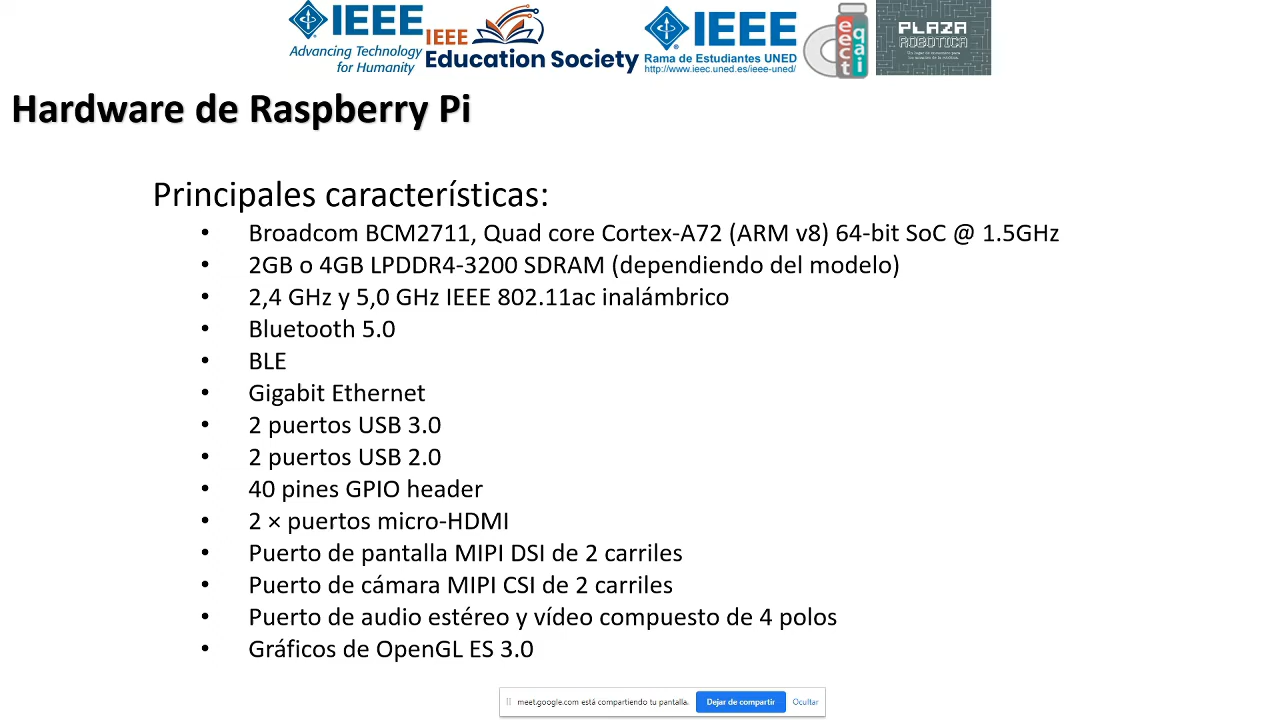 IEEE
Advancing Technology
for Humanity
IEEE
Education Society
IEEE
Rama de Estudiantes UNED
http://www.ieec.uned.es/ieee-uned/
PLAZA
ROBOTICA
Hardware de Raspberry Pi
Principales características:
• Broadcom BCM2711, Quad core Cortex-A72 (ARM v8) 64-bit SoC @ 1.5GHz
• 2GB o 4GB LPDDR4-3200 SDRAM (dependiendo del modelo)
• 2,4 GHz y 5,0 GHz IEEE 802.11ac inalámbrico
• Bluetooth 5.0
• BLE
• Gigabit Ethernet
• 2 puertos USB 3.0
• 2 puertos USB 2.0
• 40 pines GPIO header
• 2 × puertos micro-HDMI
• Puerto de pantalla MIPI DSI de 2 carriles
• Puerto de cámara MIPI CSI de 2 carriles
• Puerto de audio estéreo y vídeo compuesto de 4 polos
• Gráficos de OpenGL ES 3.0
meet.google.com está compartiendo tu pantalla. Dejar de compartir Ocultar